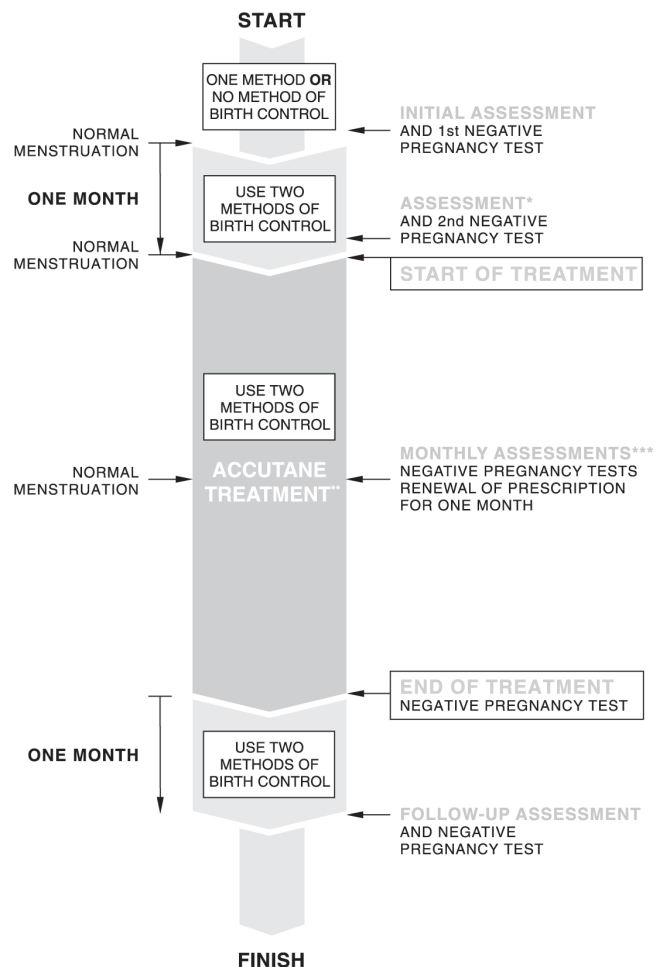 START
ONE METHOD OR
NO METHOD OF
BIRTH CONTROL
INITIAL ASSESSMENT
AND 1st NEGATIVE
PREGNANCY TEST
NORMAL
MENSTRUATION
ONE MONTH
USE TWO
METHODS OF
BIRTH CONTROL
ASSESSMENT*
AND 2nd NEGATIVE
PREGNANCY TEST
NORMAL
MENSTRUATION
START OF TREATMENT
USE TWO
METHODS OF
BIRTH CONTROL
NORMAL
MENSTRUATION
ACCUTANE
TREATMENT**
MONTHLY ASSESSMENTS***
NEGATIVE PREGNANCY TESTS
RENEWAL OF PRESCRIPTION
FOR ONE MONTH
END OF TREATMENT
NEGATIVE PREGNANCY TEST
ONE MONTH
USE TWO
METHODS OF
BIRTH CONTROL
FOLLOW-UP ASSESSMENT
AND NEGATIVE
PREGNANCY TEST
FINISH